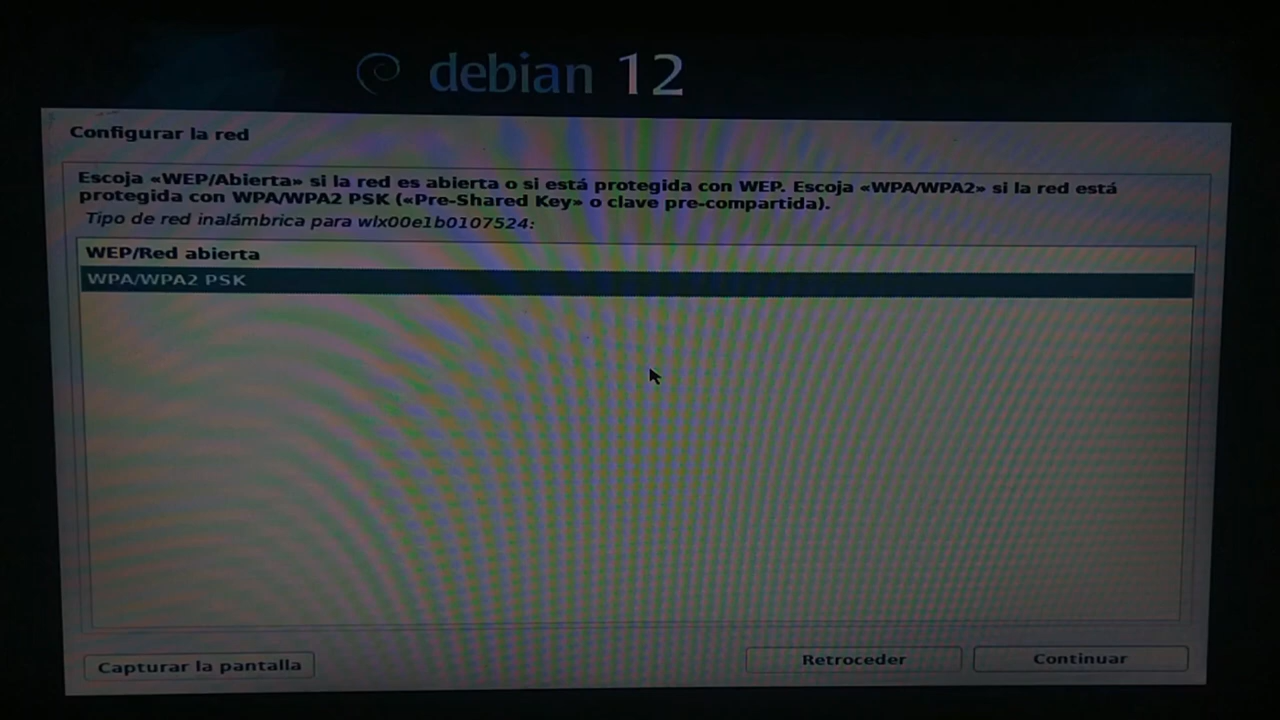 debian 12
Configurar la red
Escoja «WEP/Abierta» si la red es abierta o si está protegida con WEP. Escoja «WPA/WPA2» si la red está
protegida con WPA/WPA2 PSK («Pre-Shared Key» o clave pre-compartida).
Tipo de red inalámbrica para wlx00e1b0107524:
WEP/Red abierta
WPA/WPA2 PSK
Capturar la pantalla
Retroceder
Continuar